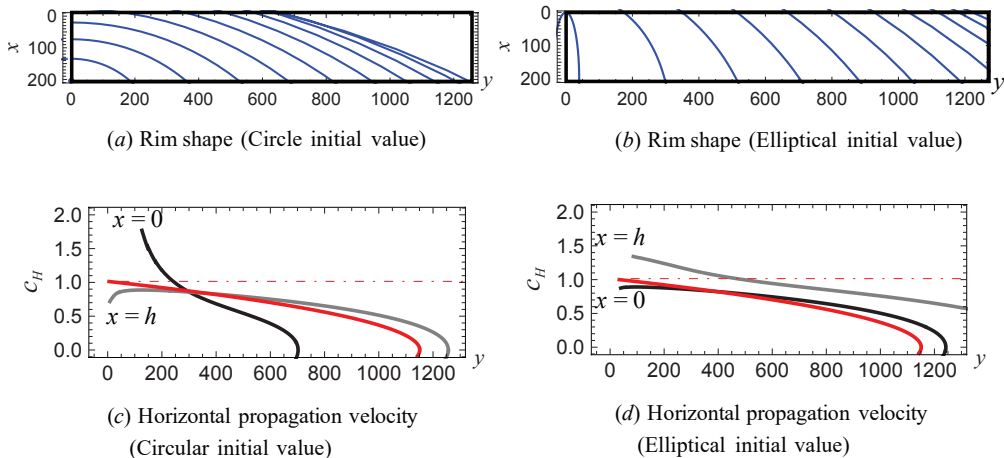 x
0
100
200
0 200 400 600 800 1000 1200 y
(a) Rim shape (Circle initial value)
x
0
100
200
0 200 400 600 800 1000 1200 y
(b) Rim shape (Elliptical initial value)
c_H
2.0
1.5
1.0
0.5
0.0
x = 0
x = h
0 200 400 600 800 1000 1200 y
(c) Horizontal propagation velocity
(Circular initial value)
c_H
2.0
1.5
1.0
0.5
0.0
x = h
x = 0
0 200 400 600 800 1000 1200 y
(d) Horizontal propagation velocity
(Elliptical initial value)